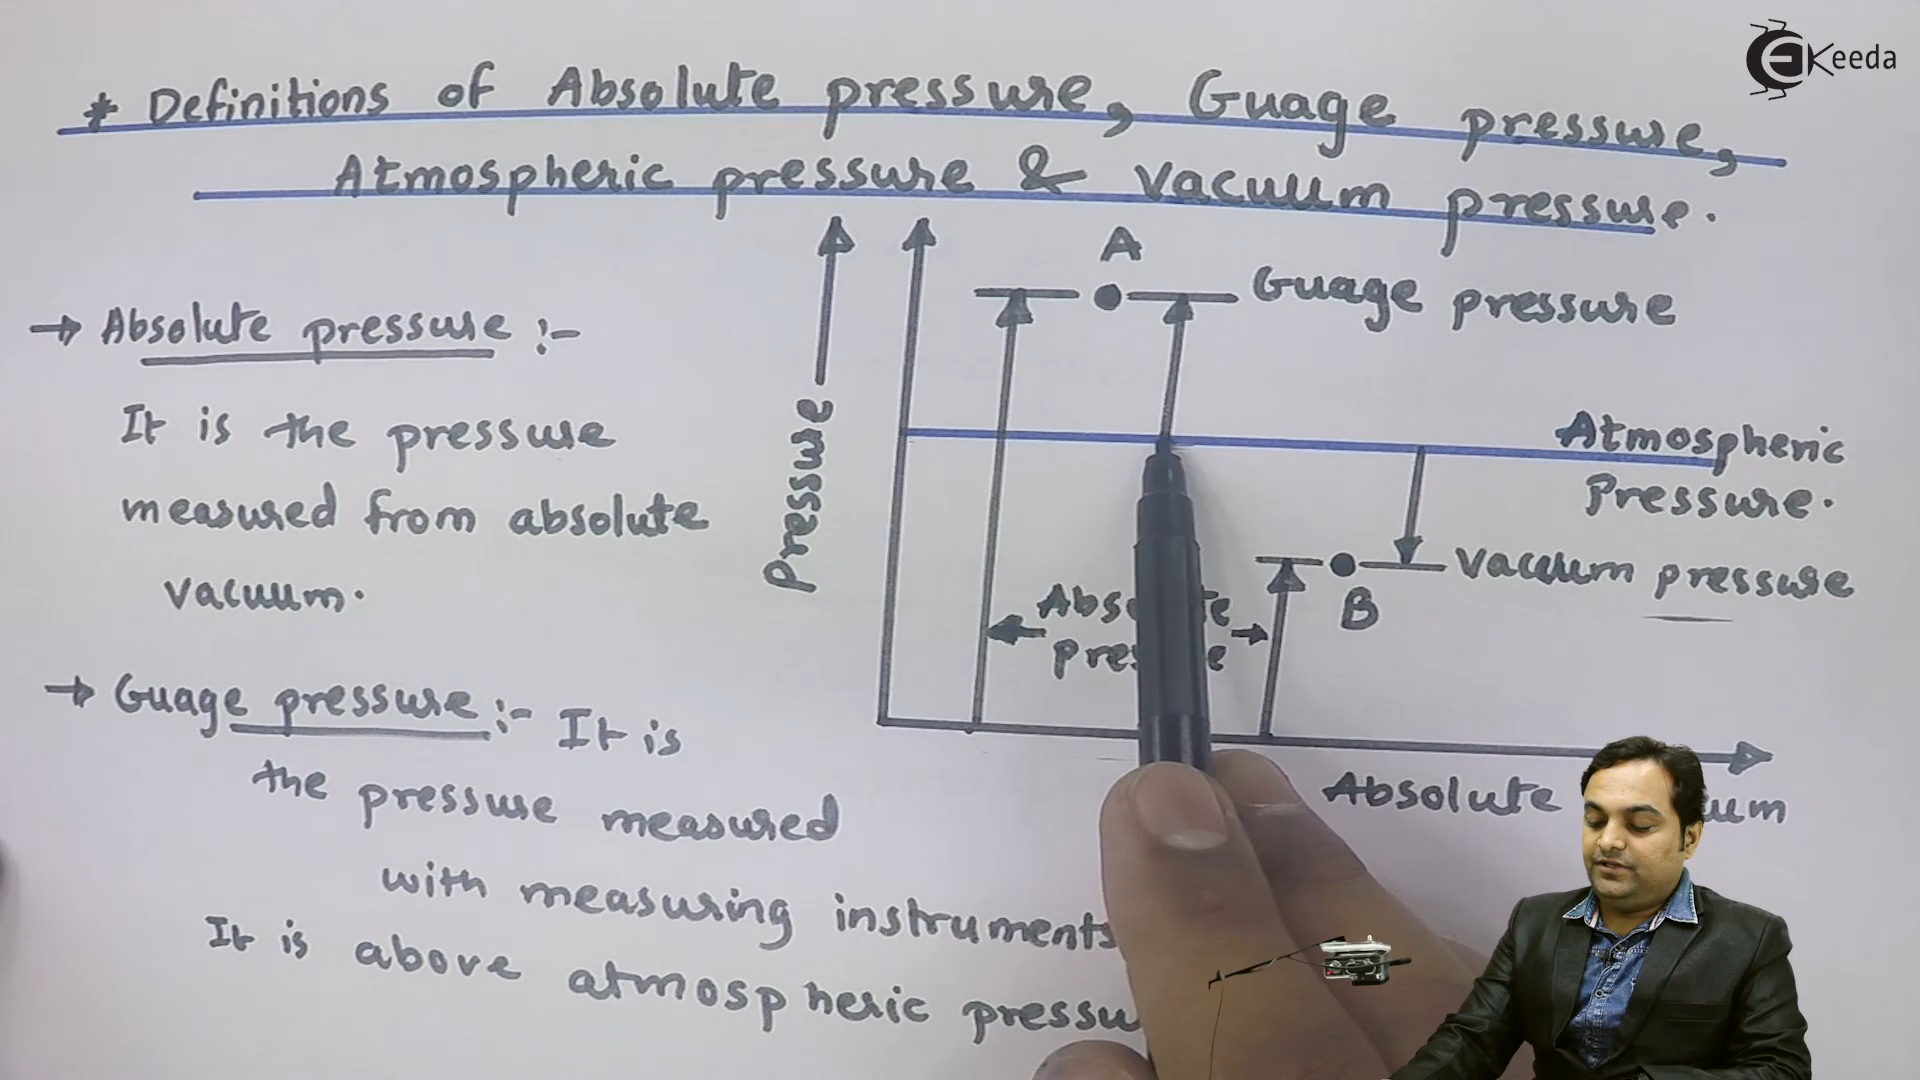 EKeeda
* Definitions of Absolute pressure, Guage pressure,
Atmospheric pressure & Vacuum pressure.
→ Absolute pressure :-
It is the pressure
measured from absolute
vacuum.
→ Guage pressure :- It is
the pressure measured
with measuring instruments
It is above atmospheric
Pressure
A
Guage pressure
Atmospheric
Pressure.
Vacuum pressure
B
Absolute